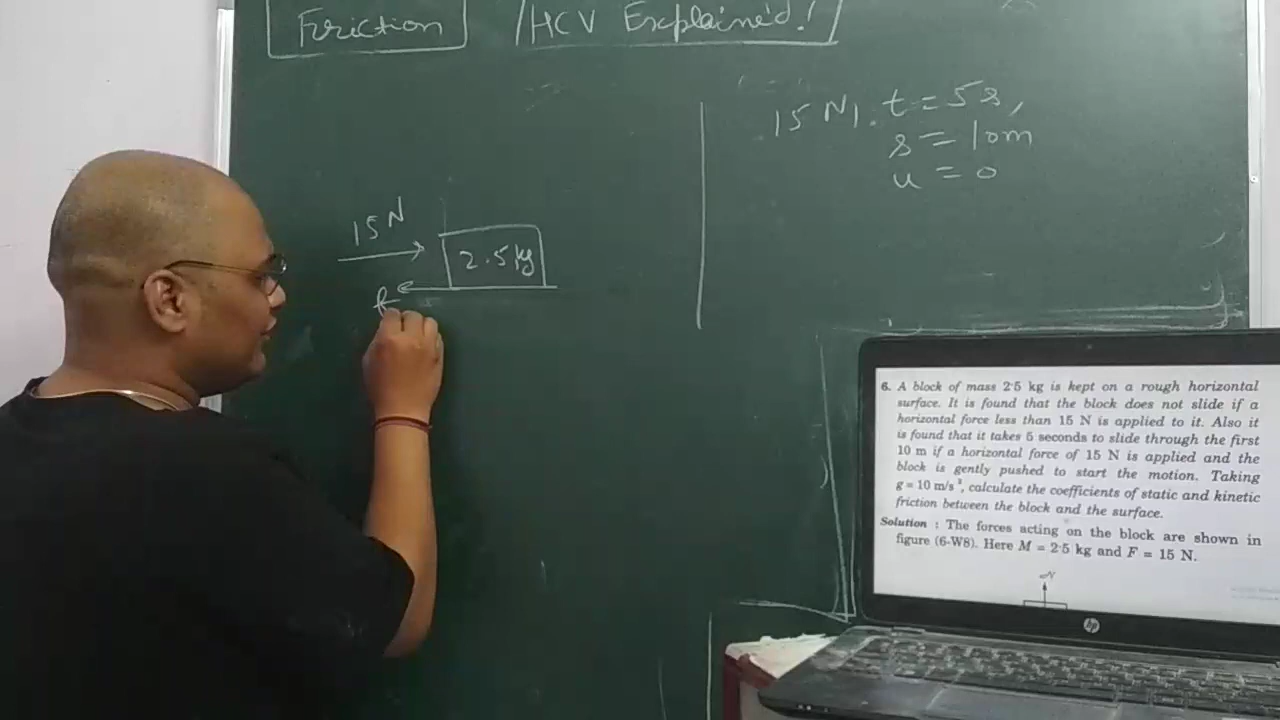 Friction
HCV Explained!
15 N, t = 5s,
s = 10m
u = 0
15 N
2.5 kg
f
6. A block of mass 2·5 kg is kept on a rough horizontal
surface. It is found that the block does not slide if a
horizontal force less than 15 N is applied to it. Also it
is found that it takes 5 seconds to slide through the first
10 m if a horizontal force of 15 N is applied and the
block is gently pushed to start the motion. Taking
g = 10 m/s², calculate the coefficients of static and kinetic
friction between the block and the surface.
Solution : The forces acting on the block are shown in
figure (6-W8). Here M = 2·5 kg and F = 15 N.
N
hp